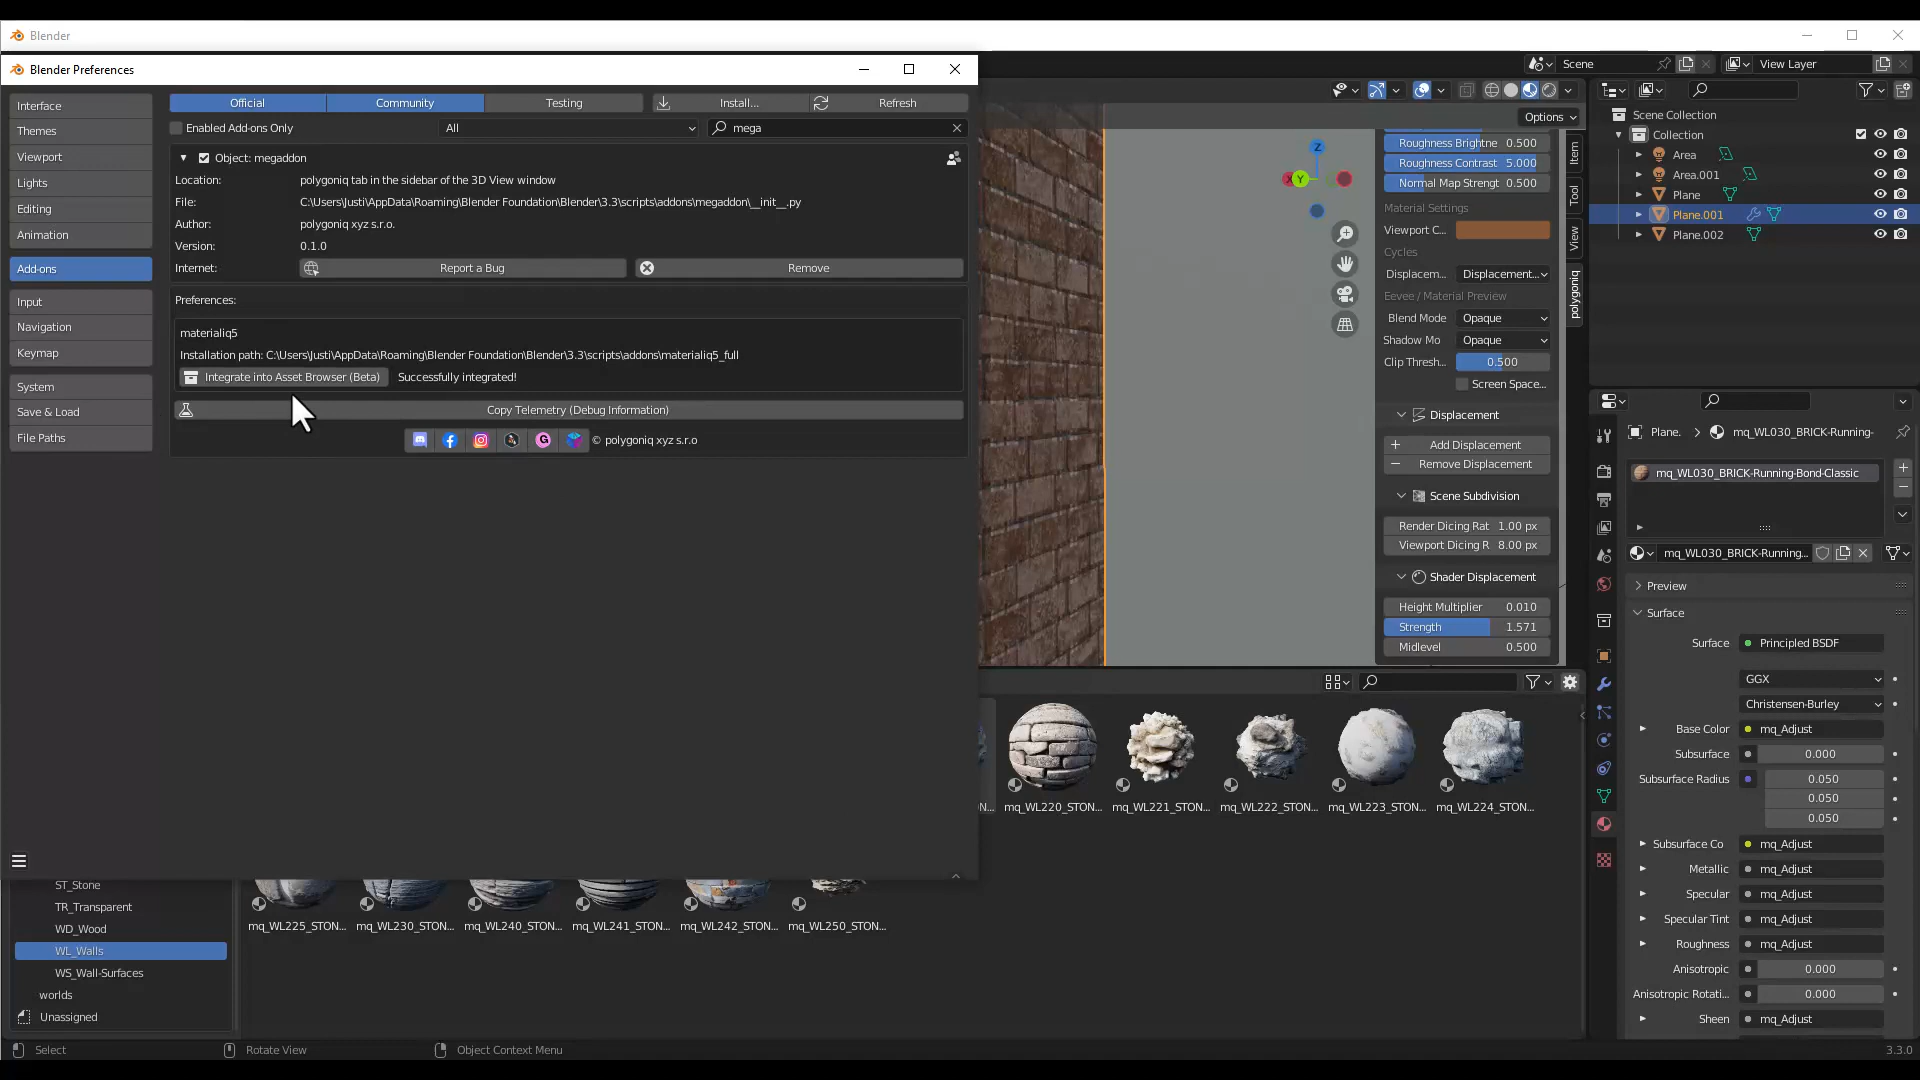 Blender
Blender Preferences
Interface
Themes
Viewport
Lights
Editing
Animation
Add-ons
Input
Navigation
Keymap
System
Save & Load
File Paths
Official
Community
Testing
Install...
Refresh
Enabled Add-ons Only
All
mega
Object: megaddon
Location: polygoniq tab in the sidebar of the 3D View window
File: C:\Users\Justi\AppData\Roaming\Blender Foundation\Blender\3.3\scripts\addons\megaddon\__init__.py
Author: polygoniq xyz s.r.o.
Version: 0.1.0
Internet: Report a Bug Remove
Preferences:
materialiq5
Installation path: C:\Users\Justi\AppData\Roaming\Blender Foundation\Blender\3.3\scripts\addons\materialiq5_full
Integrate into Asset Browser (Beta) Successfully integrated!
Copy Telemetry (Debug Information)
© polygoniq xyz s.r.o
Scene
View Layer
Options
Z
X
Y
Roughness Brightne 0.500
Roughness Contrast 5.000
Normal Map Strengt 0.500
Material Settings
Viewport C...
Cycles
Displacem... Displacement...
Eevee / Material Preview
Blend Mode Opaque
Shadow Mo Opaque
Clip Thresh... 0.500
Screen Space...
Displacement
Add Displacement
Remove Displacement
Scene Subdivision
Render Dicing Rat 1.00 px
Viewport Dicing R 8.00 px
Shader Displacement
Height Multiplier 0.010
Strength 1.571
Midlevel 0.500
Item
Tool
View
polygoniq
Scene Collection
Collection
Area
Area.001
Plane
Plane.001
Plane.002
Plane. mq_WL030_BRICK-Running-
mq_WL030_BRICK-Running-Bond-Classic
mq_WL030_BRICK-Running...
Preview
Surface
Surface Principled BSDF
GGX
Christensen-Burley
Base Color mq_Adjust
Subsurface 0.000
Subsurface Radius 0.050
0.050
0.050
Subsurface Co mq_Adjust
Metallic mq_Adjust
Specular mq_Adjust
Specular Tint mq_Adjust
Roughness mq_Adjust
Anisotropic 0.000
Anisotropic Rotati... 0.000
Sheen mq_Adjust
N... mq_WL220_STON... mq_WL221_STON... mq_WL222_STON... mq_WL223_STON... mq_WL224_STON...
mq_WL225_STON... mq_WL230_STON... mq_WL240_STON... mq_WL241_STON... mq_WL242_STON... mq_WL250_STON...
ST_Stone
TR_Transparent
WD_Wood
WL_Walls
WS_Wall-Surfaces
worlds
Unassigned
Select
Rotate View
Object Context Menu
3.3.0